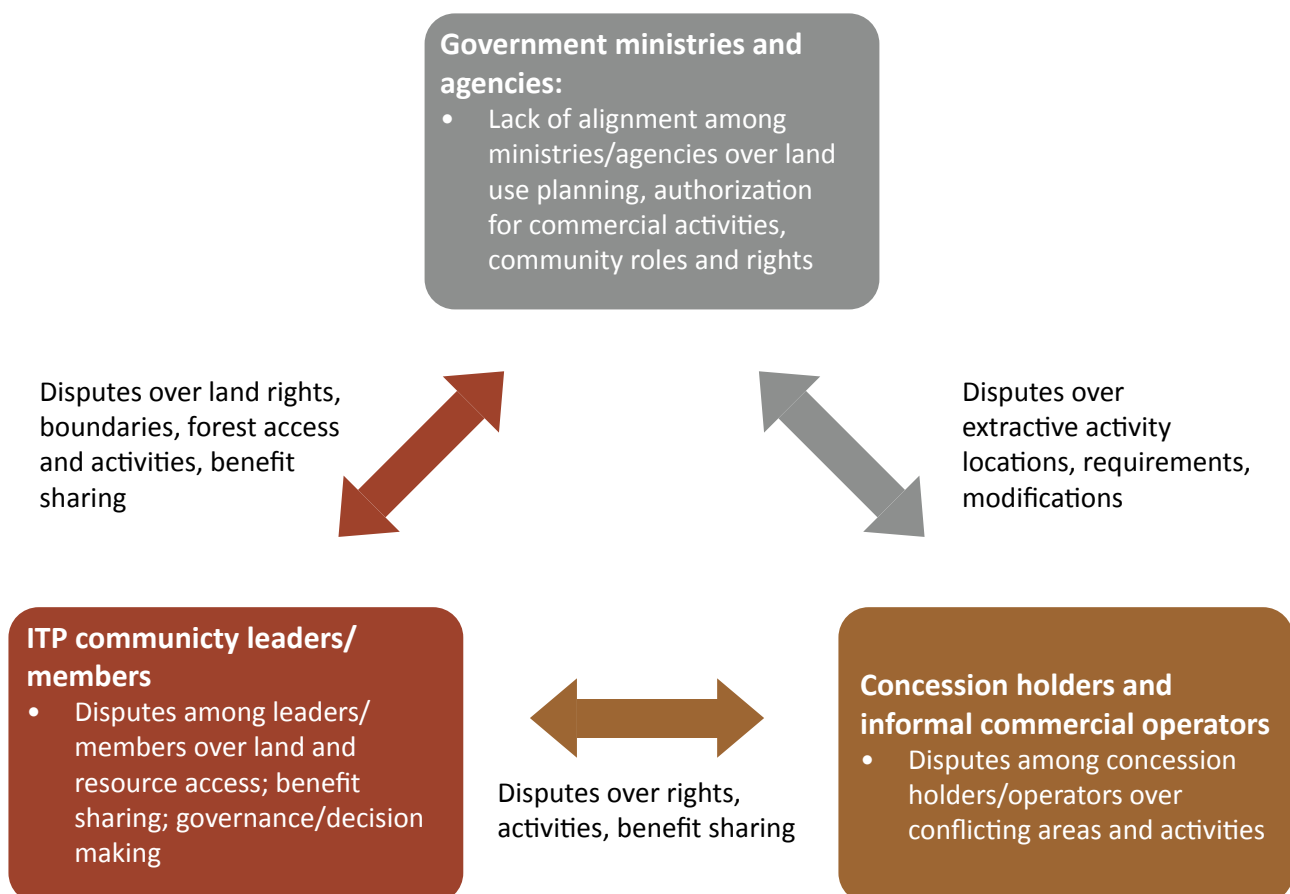 Government ministries and
agencies:
• Lack of alignment among
ministries/agencies over land
use planning, authorization
for commercial activities,
community roles and rights
Disputes over land rights,
boundaries, forest access
and activities, benefit
sharing
Disputes over
extractive activity
locations, requirements,
modifications
ITP communicty leaders/
members
• Disputes among leaders/
members over land and
resource access; benefit
sharing; governance/decision
making
Disputes over rights,
activities, benefit sharing
Concession holders and
informal commercial operators
• Disputes among concession
holders/operators over
conflicting areas and activities